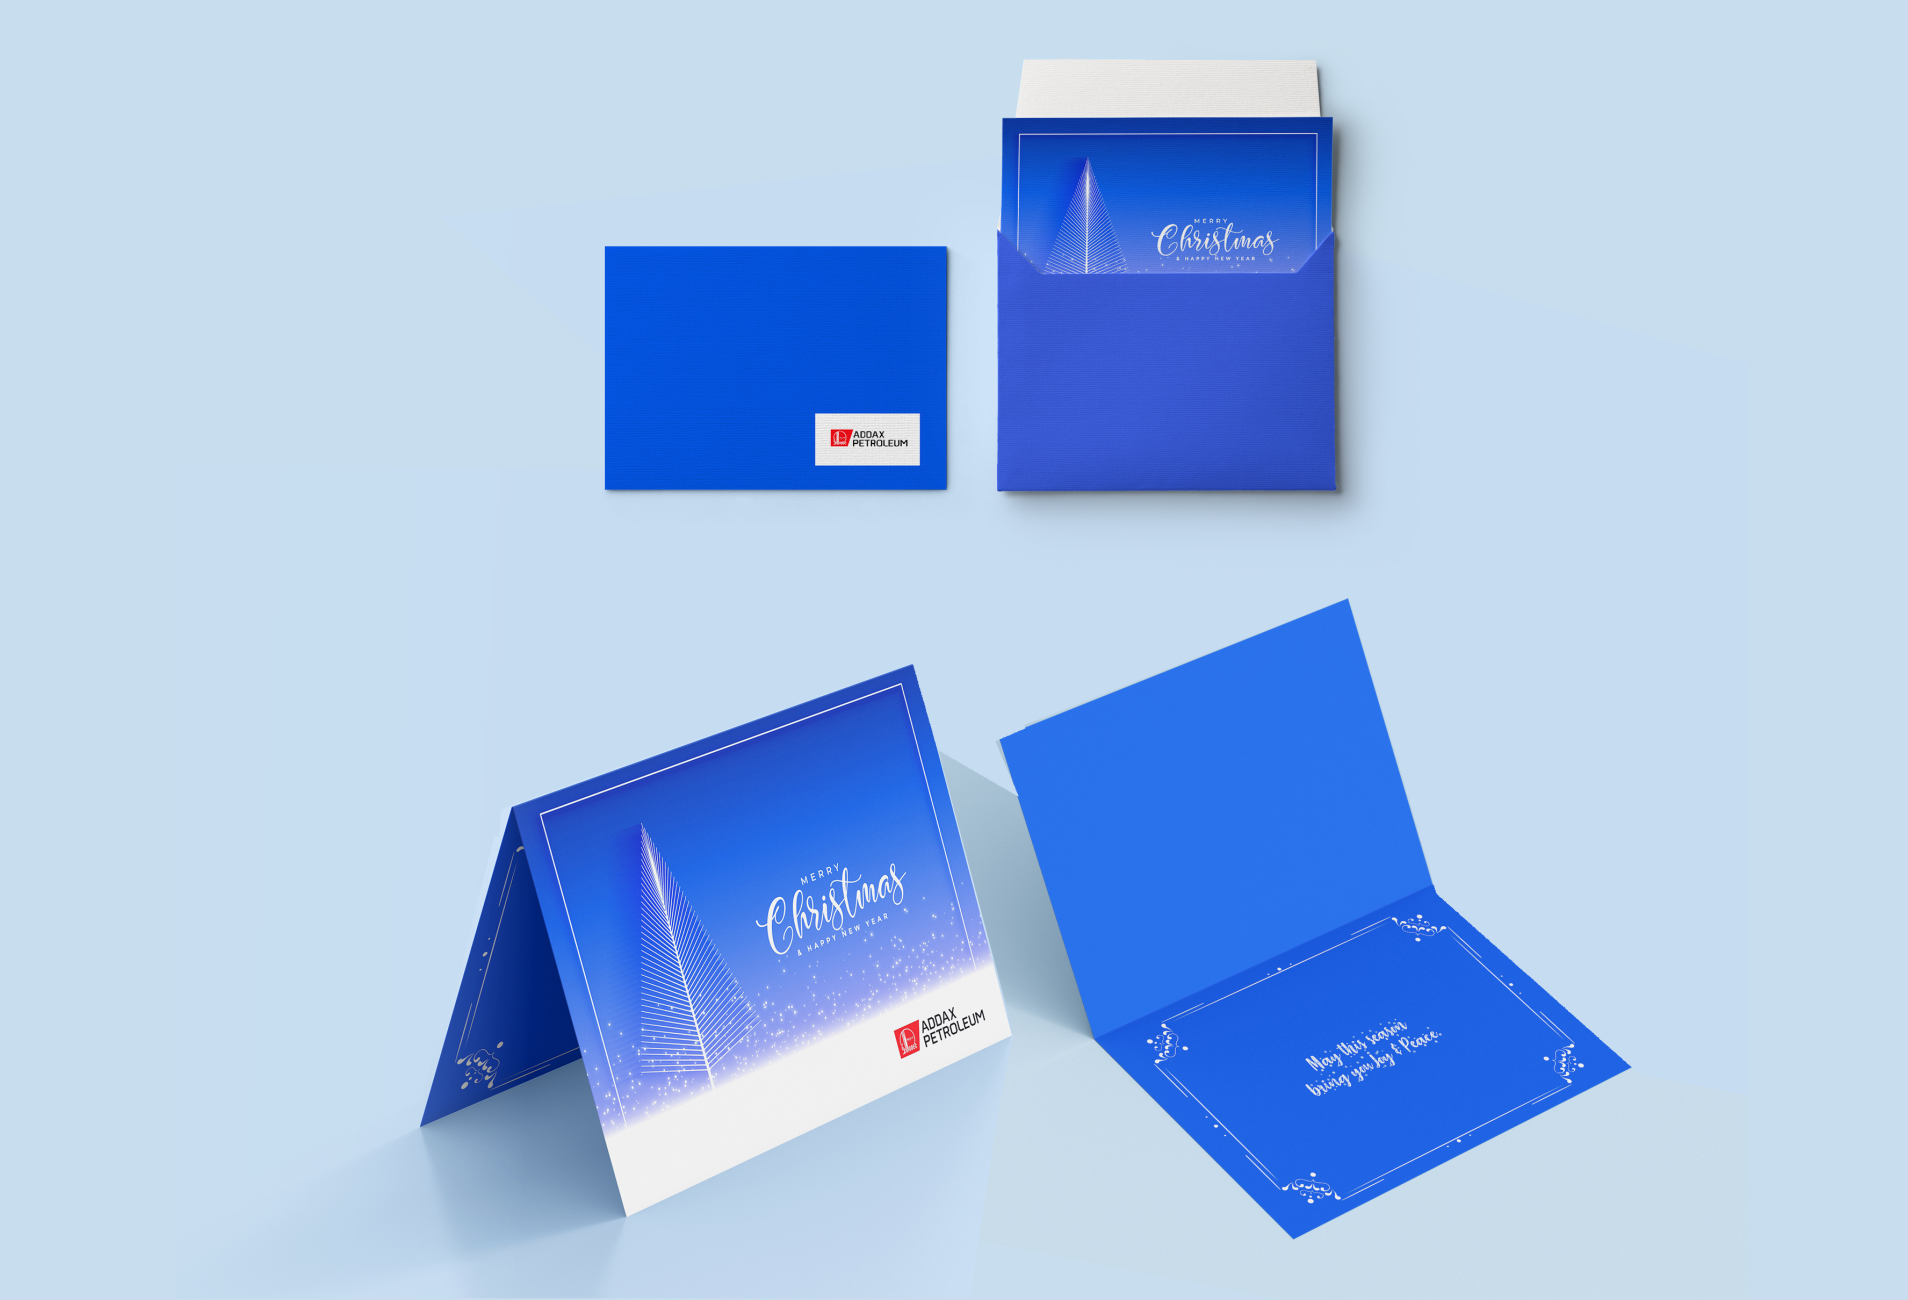 MERRY
Christmas
& HAPPY NEW YEAR
ADDAX
PETROLEUM
MERRY
Christmas
& HAPPY NEW YEAR
ADDAX
PETROLEUM
May this season
bring you Joy & Peace.